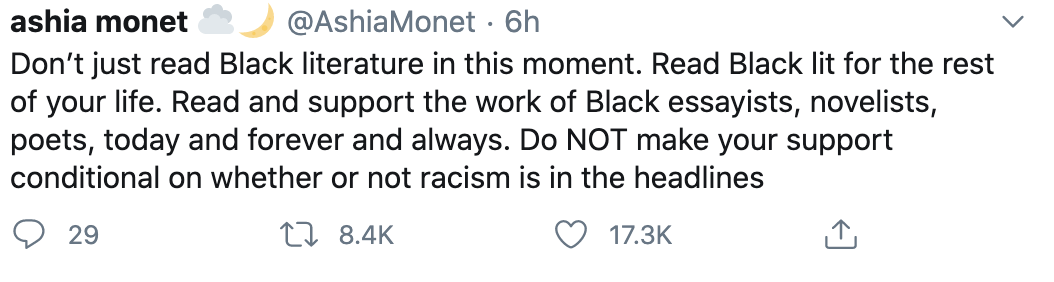 ashia monet ☁️🌙 @AshiaMonet · 6h
Don’t just read Black literature in this moment. Read Black lit for the rest
of your life. Read and support the work of Black essayists, novelists,
poets, today and forever and always. Do NOT make your support
conditional on whether or not racism is in the headlines
29 8.4K 17.3K